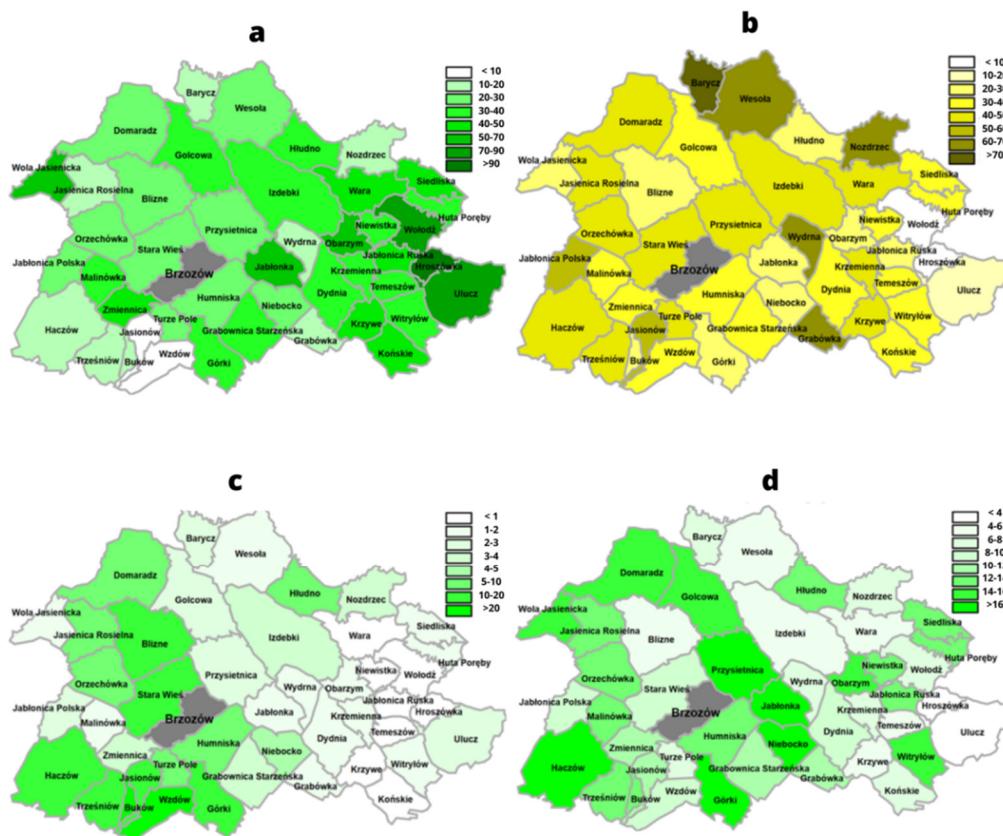 a
Barycz
Wesoła
Domaradz
Golcowa
Hłudno
Nozdrzec
Wola Jasienicka
Jasienica Rosielna
Blizne
Izdebki
Wara
Siedliska
Huta Poręby
Orzechówka
Stara Wieś
Przysietnica
Wydrna
Niewistka
Wołodź
Obarzym
Jabłonica Ruska
Hroszówka
Jabłonica Polska
Malinówka
Brzozów
Jabłonka
Krzemienna
Temeszów
Ulucz
Zmiennica
Humniska
Niebocko
Dydnia
Haczów
Jasionów
Turze Pole
Grabownica Starzeńska
Krzywe
Witryłów
Trześniów
Buków
Wzdów
Górki
Grabówka
Końskie
< 10
10-20
20-30
30-40
40-50
50-70
70-90
>90
b
Barycz
Wesoła
Domaradz
Golcowa
Hłudno
Nozdrzec
Wola Jasienicka
Jasienica Rosielna
Blizne
Izdebki
Wara
Siedliska
Huta Poręby
Orzechówka
Stara Wieś
Przysietnica
Wydrna
Niewistka
Wołodź
Obarzym
Jabłonica Ruska
Hroszówka
Jabłonica Polska
Malinówka
Brzozów
Jabłonka
Krzemienna
Temeszów
Ulucz
Zmiennica
Humniska
Niebocko
Dydnia
Haczów
Jasionów
Turze Pole
Grabownica Starzeńska
Krzywe
Witryłów
Trześniów
Buków
Wzdów
Górki
Grabówka
Końskie
< 10
c
Barycz
Wesoła
Domaradz
Golcowa
Hłudno
Nozdrzec
Wola Jasienicka
Jasienica Rosielna
Blizne
Izdebki
Wara
Siedliska
Huta Poręby
Orzechówka
Stara Wieś
Przysietnica
Wydrna
Niewistka
Wołodź
Obarzym
Jabłonica Ruska
Hroszówka
Jabłonica Polska
Malinówka
Brzozów
Jabłonka
Krzemienna
Temeszów
Ulucz
Zmiennica
Humniska
Niebocko
Dydnia
Haczów
Jasionów
Turze Pole
Grabownica Starzeńska
Krzywe
Witryłów
Trześniów
Buków
Wzdów
Górki
Grabówka
Końskie
< 1
1-2
2-3
3-4
4-5
5-10
10-20
>20
d
Barycz
Wesoła
Domaradz
Golcowa
Hłudno
Nozdrzec
Wola Jasienicka
Jasienica Rosielna
Blizne
Izdebki
Wara
Siedliska
Huta Poręby
Orzechówka
Stara Wieś
Przysietnica
Wydrna
Niewistka
Wołodź
Obarzym
Jabłonica Ruska
Hroszówka
Jabłonica Polska
Malinówka
Brzozów
Jabłonka
Krzemienna
Temeszów
Ulucz
Zmiennica
Humniska
Niebocko
Dydnia
Haczów
Jasionów
Turze Pole
Grabownica Starzeńska
Krzywe
Witryłów
Trześniów
Buków
Wzdów
Górki
Grabówka
Końskie
< 4
4-6
6-8
>16